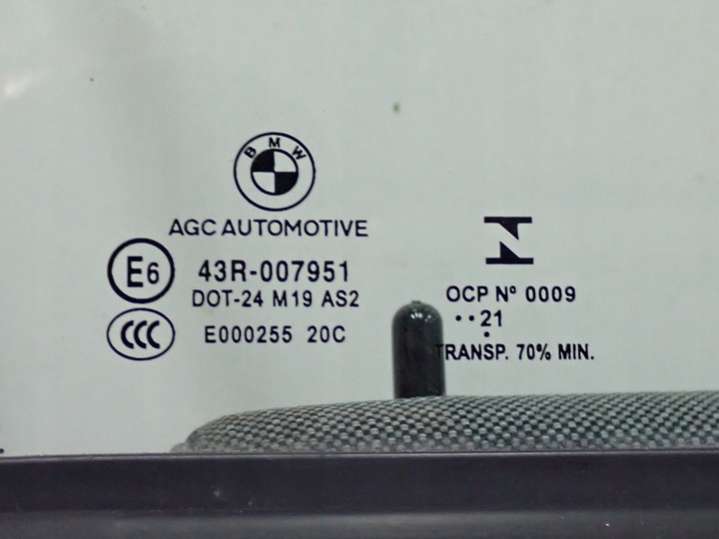 BMW
AGC AUTOMOTIVE
E6 43R-007951
DOT-24 M19 AS2
CCC E000255 20C
N
OCP Nº 0009
··21
.
TRANSP. 70% MIN.